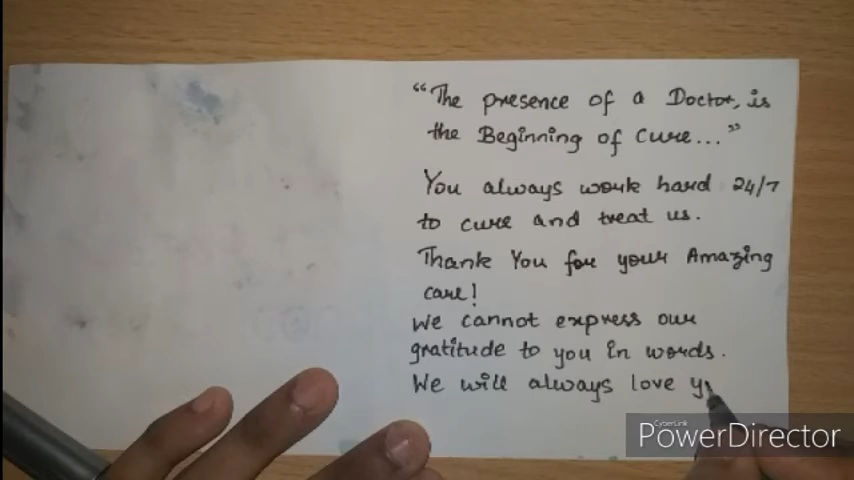 “The presence of a Doctor, is
the Beginning of cure...”
You always work hard 24/7
to cure and treat us.
Thank You for your Amazing
care!
We cannot express our
gratitude to you in words.
We will always love y
CyberLink
PowerDirector